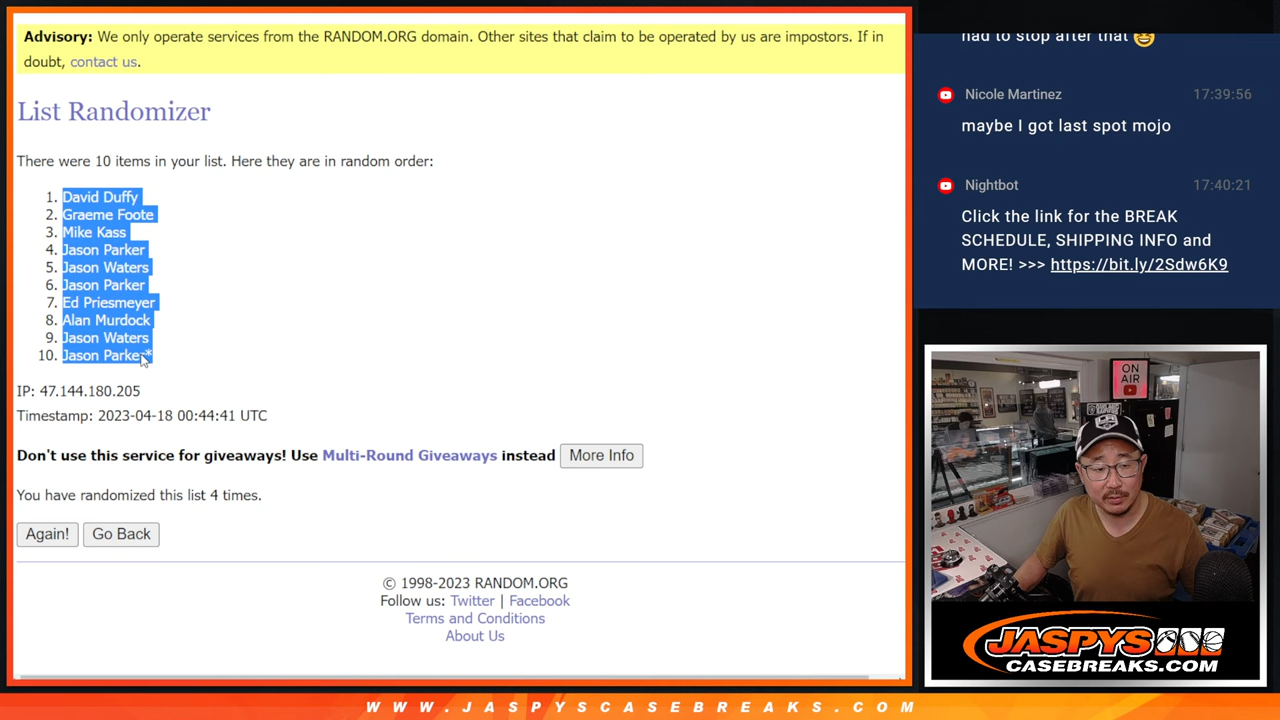 Advisory: We only operate services from the RANDOM.ORG domain. Other sites that claim to be operated by us are impostors. If in
doubt, contact us.
List Randomizer
There were 10 items in your list. Here they are in random order:
1. David Duffy
2. Graeme Foote
3. Mike Kass
4. Jason Parker
5. Jason Waters
6. Jason Parker
7. Ed Priesmeyer
8. Alan Murdock
9. Jason Waters
10. Jason Parker*
IP: 47.144.180.205
Timestamp: 2023-04-18 00:44:41 UTC
Don't use this service for giveaways! Use Multi-Round Giveaways instead More Info
You have randomized this list 4 times.
Again! Go Back
© 1998-2023 RANDOM.ORG
Follow us: Twitter | Facebook
Terms and Conditions
About Us
had to stop after that 😆
Nicole Martinez 17:39:56
maybe I got last spot mojo
Nightbot 17:40:21
Click the link for the BREAK
SCHEDULE, SHIPPING INFO and
MORE! >>> https://bit.ly/2Sdw6K9
ON
AIR
JASPYS
CASEBREAKS.COM
WWW.JASPYSCASEBREAKS.COM